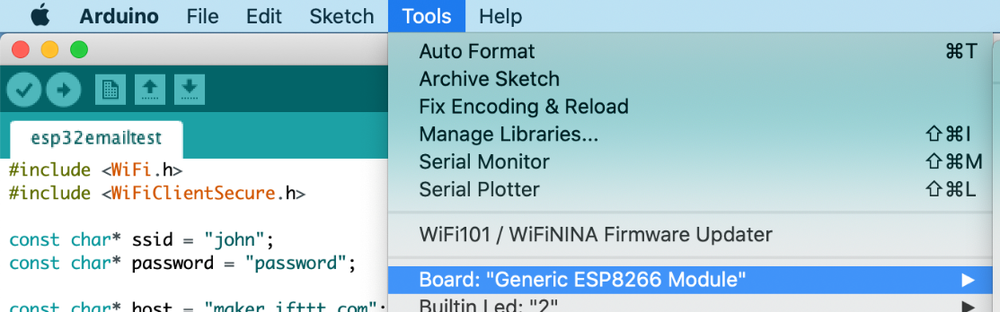 Arduino File Edit Sketch Tools Help
Auto Format ⌘T
Archive Sketch
Fix Encoding & Reload
Manage Libraries... ⇧⌘I
Serial Monitor ⇧⌘M
Serial Plotter ⇧⌘L
WiFi101 / WiFiNINA Firmware Updater
Board: "Generic ESP8266 Module"
Builtin Led: "2"
esp32emailtest
#include <WiFi.h>
#include <WiFiClientSecure.h>
const char* ssid = "john";
const char* password = "password";
const char* host = "maker.ifttt.com";